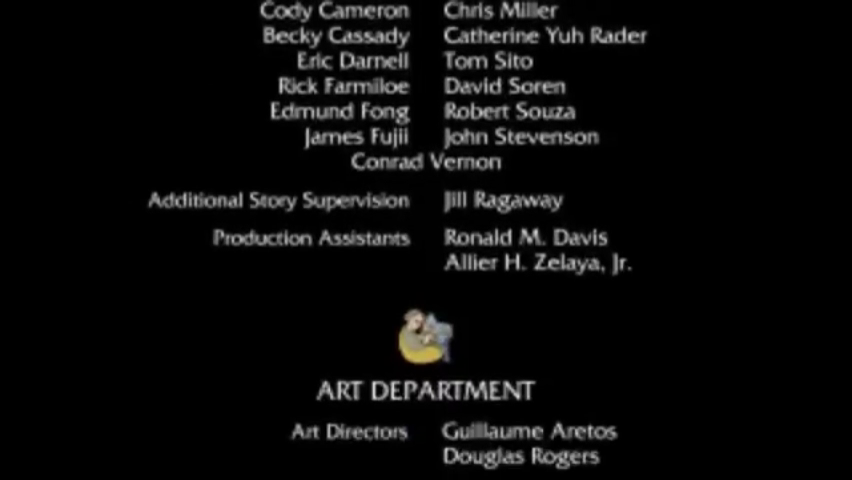 Cody Cameron Chris Miller
Becky Cassady Catherine Yuh Rader
Eric Darnell Tom Sito
Rick Farmiloe David Soren
Edmund Fong Robert Souza
James Fujii John Stevenson
Conrad Vernon
Additional Story Supervision Jill Ragaway
Production Assistants Ronald M. Davis
Allier H. Zelaya, Jr.
ART DEPARTMENT
Art Directors Guillaume Aretos
Douglas Rogers